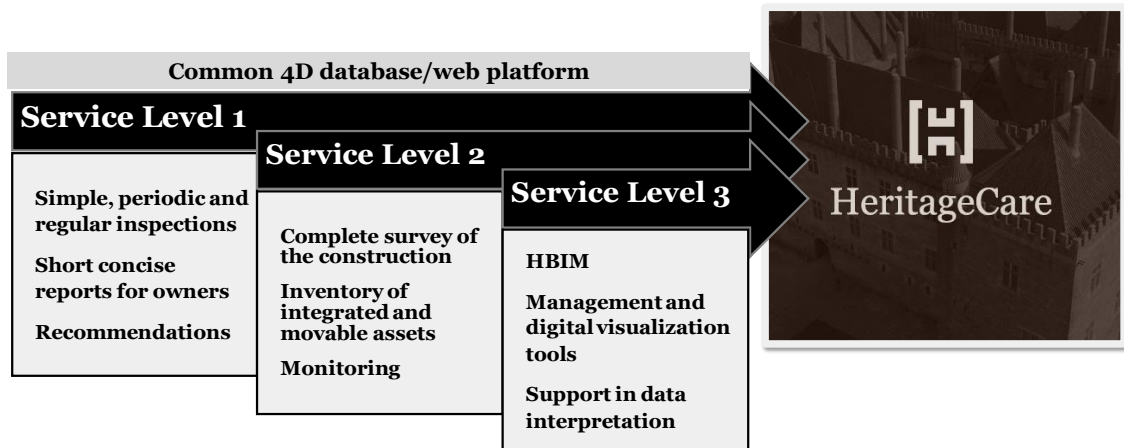 Common 4D database/web platform
Service Level 1
Simple, periodic and
regular inspections
Short concise
reports for owners
Recommendations
Service Level 2
Complete survey of
the construction
Inventory of
integrated and
movable assets
Monitoring
Service Level 3
HBIM
Management and
digital visualization
tools
Support in data
interpretation
HeritageCare